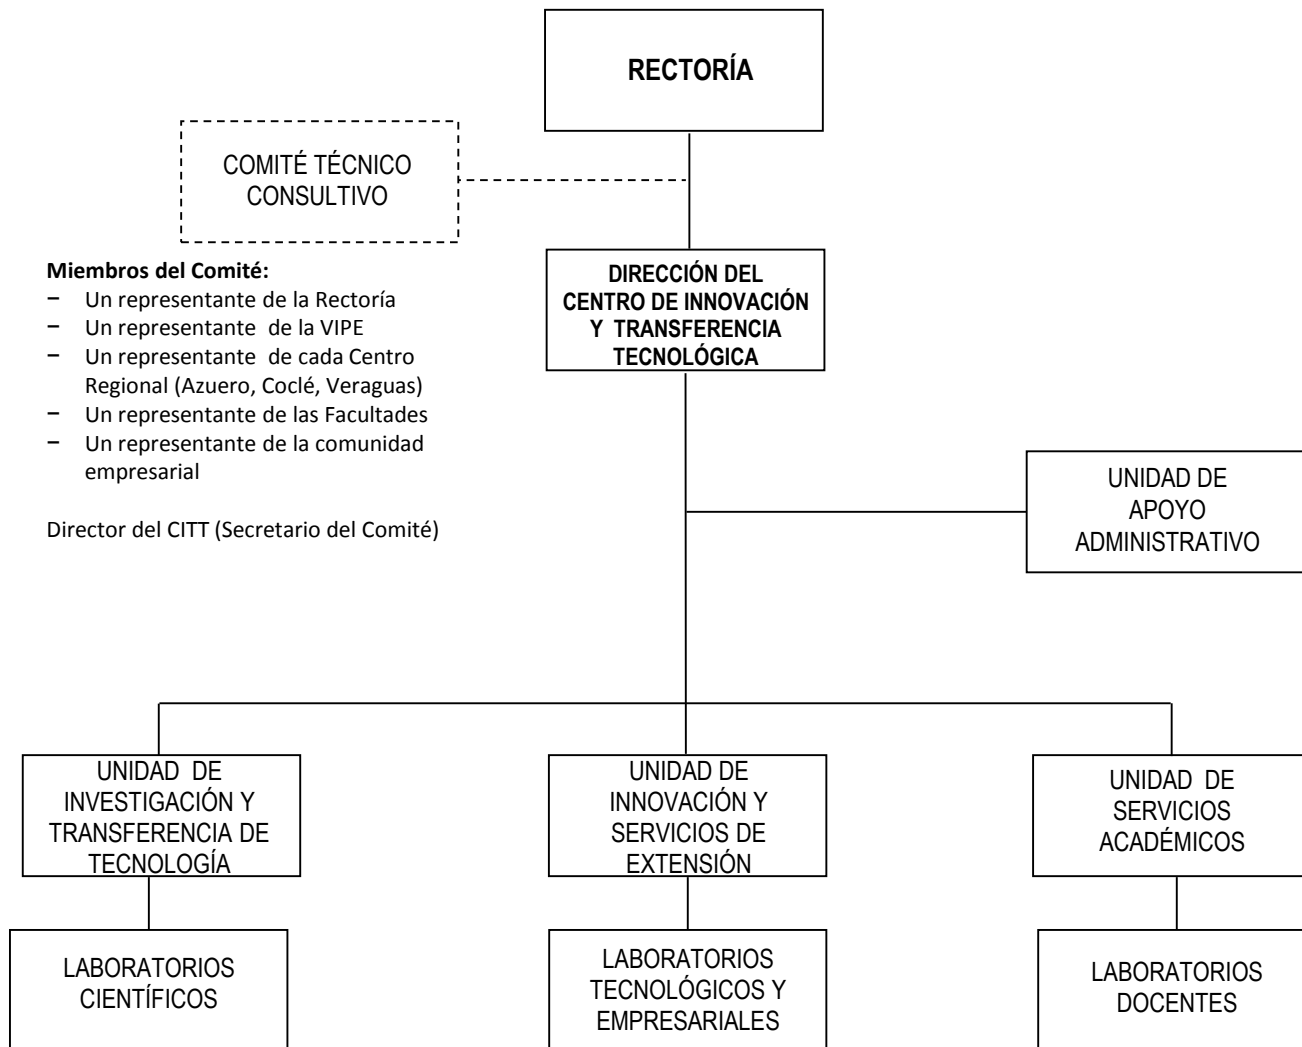 RECTORÍA
COMITÉ TÉCNICO
CONSULTIVO
Miembros del Comité:
− Un representante de la Rectoría
− Un representante de la VIPE
− Un representante de cada Centro
Regional (Azuero, Coclé, Veraguas)
− Un representante de las Facultades
− Un representante de la comunidad
empresarial
Director del CITT (Secretario del Comité)
DIRECCIÓN DEL
CENTRO DE INNOVACIÓN
Y TRANSFERENCIA
TECNOLÓGICA
UNIDAD DE
APOYO
ADMINISTRATIVO
UNIDAD DE
INVESTIGACIÓN Y
TRANSFERENCIA DE
TECNOLOGÍA
UNIDAD DE
INNOVACIÓN Y
SERVICIOS DE
EXTENSIÓN
UNIDAD DE
SERVICIOS
ACADÉMICOS
LABORATORIOS
CIENTÍFICOS
LABORATORIOS
TECNOLÓGICOS Y
EMPRESARIALES
LABORATORIOS
DOCENTES